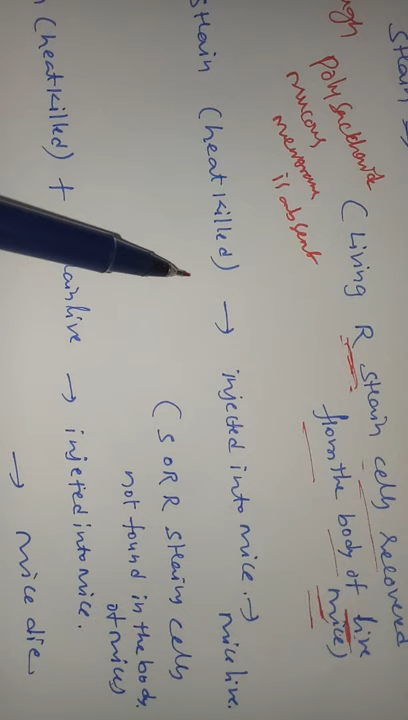 strain
Polysaccharide
mucous
membrane
is absent
(Living R strain cells recovered
from the body of live
mice)
strain (heat killed) → injected into mice. →
mice live.
(S or R strain cells
not found in the body
of mice)
(heat killed) +
live → injected into mice.
→ mice die